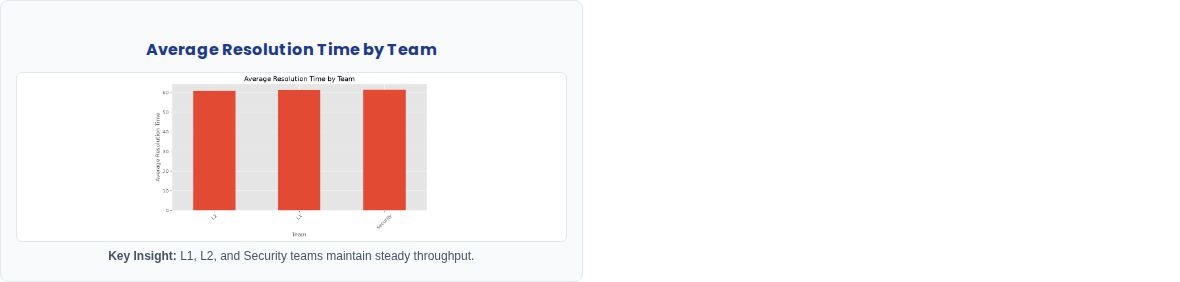 Average Resolution Time by Team
Average Resolution Time by Team
Average Resolution Time
60
50
40
30
20
10
0
L2
L1
security
Team
Key Insight: L1, L2, and Security teams maintain steady throughput.